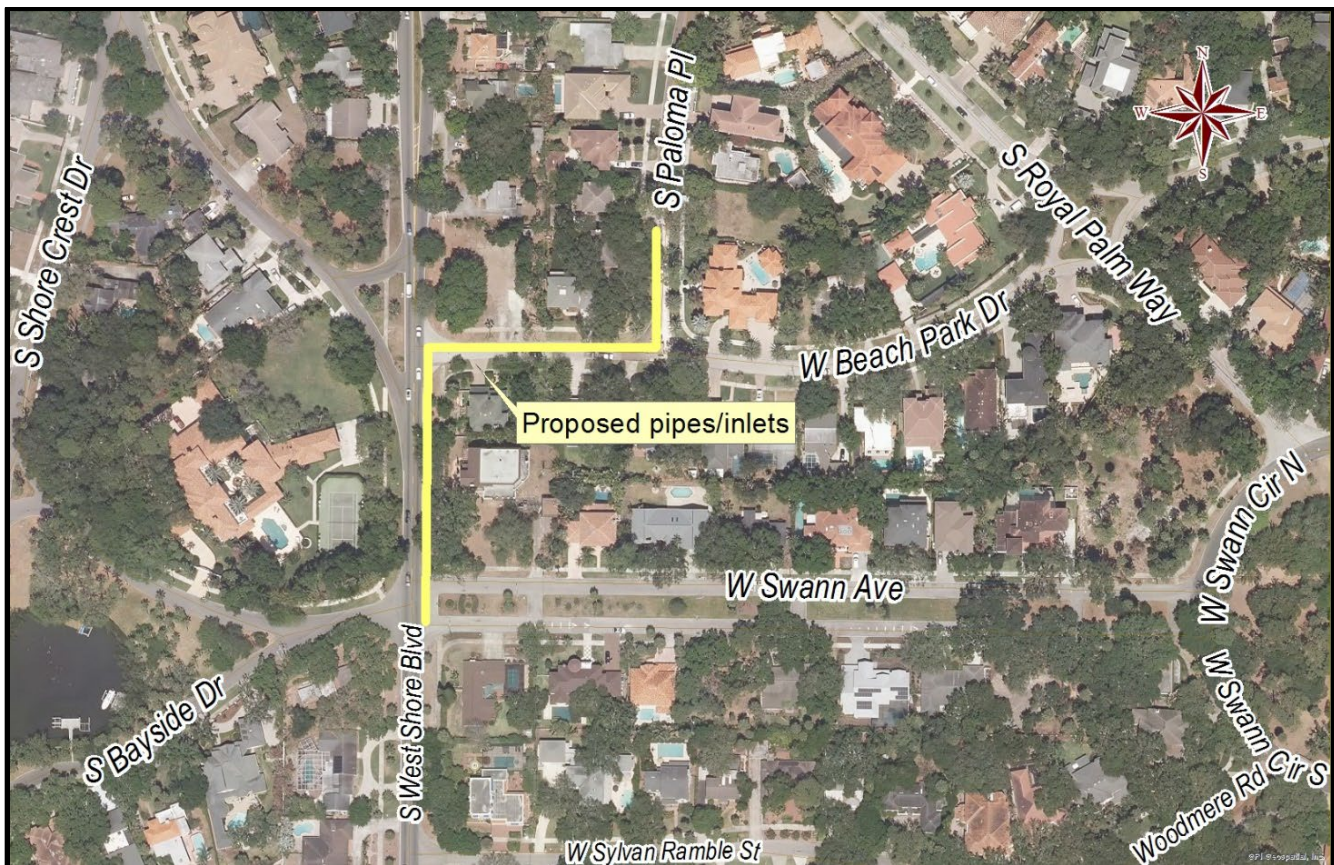 N
W
E
S
S Paloma Pl
S Royal Palm Way
S Shore Crest Dr
W Beach Park Dr
Proposed pipes/inlets
W Swann Cir N
W Swann Ave
S West Shore Blvd
S Bayside Dr
W Swann Cir S
Woodmere Rd
W Sylvan Ramble St